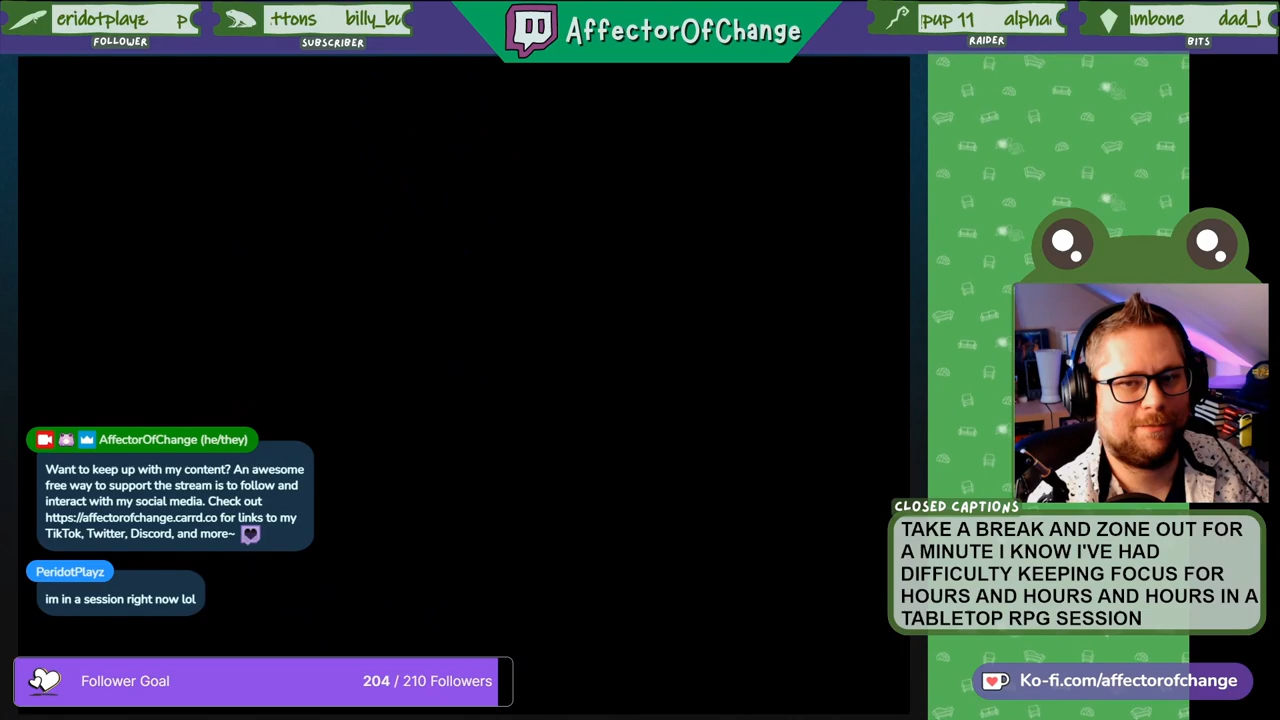 eridotplayz p
FOLLOWER
ttons billy_bu
SUBSCRIBER
AffectorOfChange
pup 11 alpha
RAIDER
mbone dad_l
BITS
AffectorOfChange (he/they)
Want to keep up with my content? An awesome
free way to support the stream is to follow and
interact with my social media. Check out
https://affectorofchange.carrd.co for links to my
TikTok, Twitter, Discord, and more~
PeridotPlayz
im in a session right now lol
CLOSED CAPTIONS
TAKE A BREAK AND ZONE OUT FOR
A MINUTE I KNOW I'VE HAD
DIFFICULTY KEEPING FOCUS FOR
HOURS AND HOURS AND HOURS IN A
TABLETOP RPG SESSION
Follower Goal 204 / 210 Followers
Ko-fi.com/affectorofchange